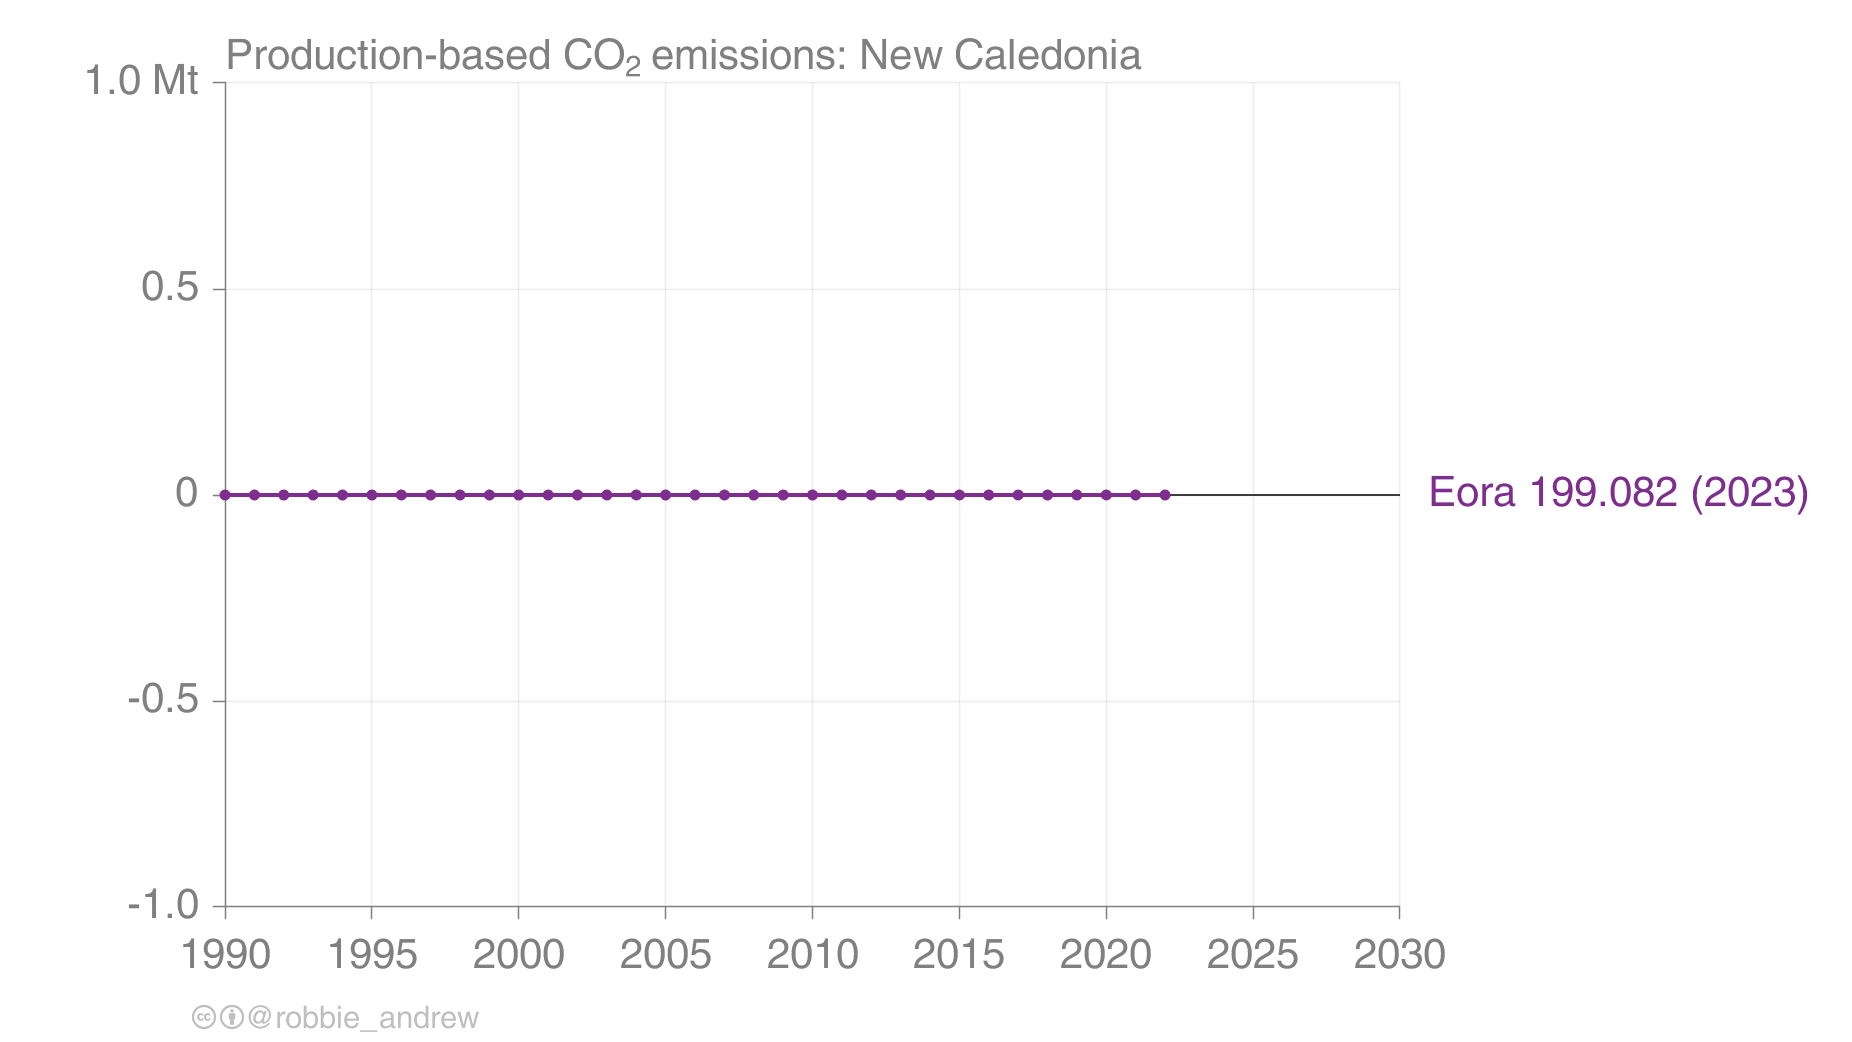 Production-based CO₂ emissions: New Caledonia
1.0 Mt
0.5
0
-0.5
-1.0
Eora 199.082 (2023)
1990 1995 2000 2005 2010 2015 2020 2025 2030
cc @robbie_andrew